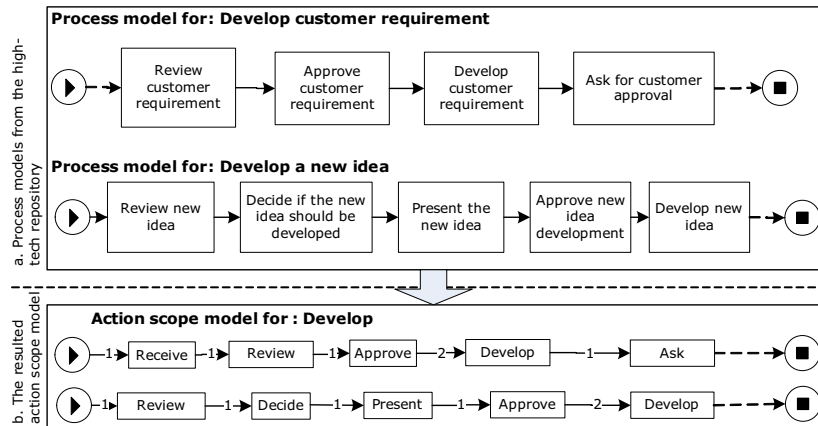 Process model for: Develop customer requirement
Review
customer
requirement
Approve
customer
requirement
Develop
customer
requirement
Ask for customer
approval
Process model for: Develop a new idea
Review new
idea
Decide if the new
idea should be
developed
Present the
new idea
Approve new
idea
development
Develop new
idea
a. Process models from the high-
tech repository
Action scope model for : Develop
1 Receive 1 Review 1 Approve 2 Develop 1 Ask
1 Review 1 Decide 1 Present 1 Approve 2 Develop
b. The resulted
action scope model